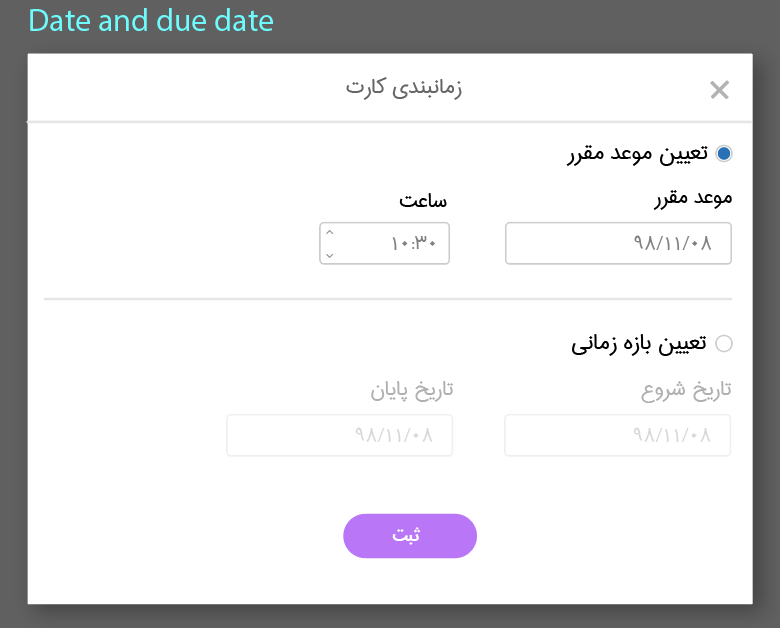 Date and due date
زمانبندی کارت
تعیین موعد مقرر
موعد مقرر
ساعت
۹۸/۱۱/۰۸
۱۰:۳۰
تعیین بازه زمانی
تاریخ شروع
تاریخ پایان
۹۸/۱۱/۰۸
۹۸/۱۱/۰۸
ثبت